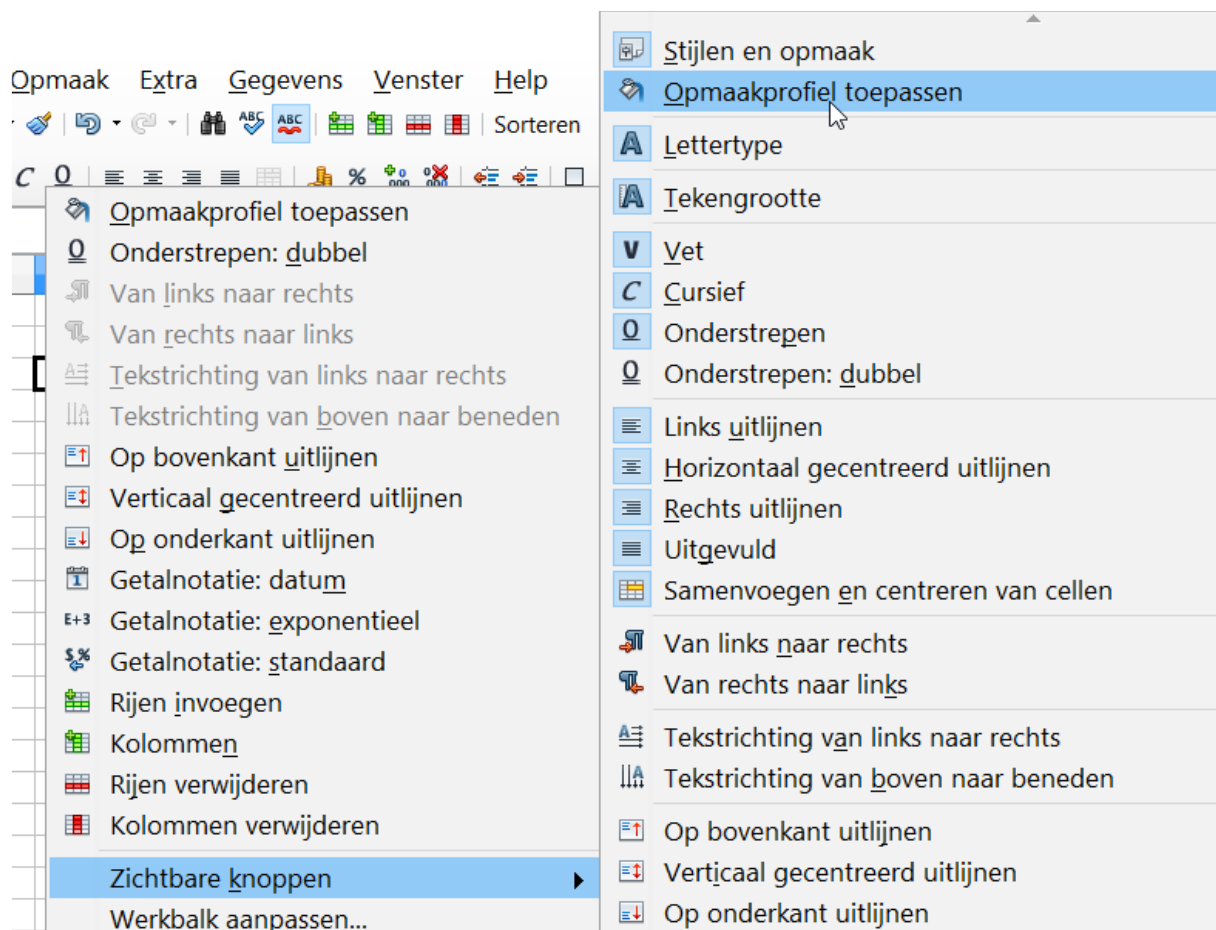 Opmaak Extra Gegevens Venster Help
ABC ABC Sorteren
C O % 000 000
Opmaakprofiel toepassen
Onderstrepen: dubbel
Van links naar rechts
Van rechts naar links
Tekstrichting van links naar rechts
Tekstrichting van boven naar beneden
Op bovenkant uitlijnen
Verticaal gecentreerd uitlijnen
Op onderkant uitlijnen
Getalnotatie: datum
E+3 Getalnotatie: exponentieel
Getalnotatie: standaard
Rijen invoegen
Kolommen
Rijen verwijderen
Kolommen verwijderen
Zichtbare knoppen
Werkbalk aanpassen...
Stijlen en opmaak
Opmaakprofiel toepassen
Lettertype
Tekengrootte
V Vet
C Cursief
O Onderstrepen
O Onderstrepen: dubbel
Links uitlijnen
Horizontaal gecentreerd uitlijnen
Rechts uitlijnen
Uitgevuld
Samenvoegen en centreren van cellen
Van links naar rechts
Van rechts naar links
Tekstrichting van links naar rechts
Tekstrichting van boven naar beneden
Op bovenkant uitlijnen
Verticaal gecentreerd uitlijnen
Op onderkant uitlijnen